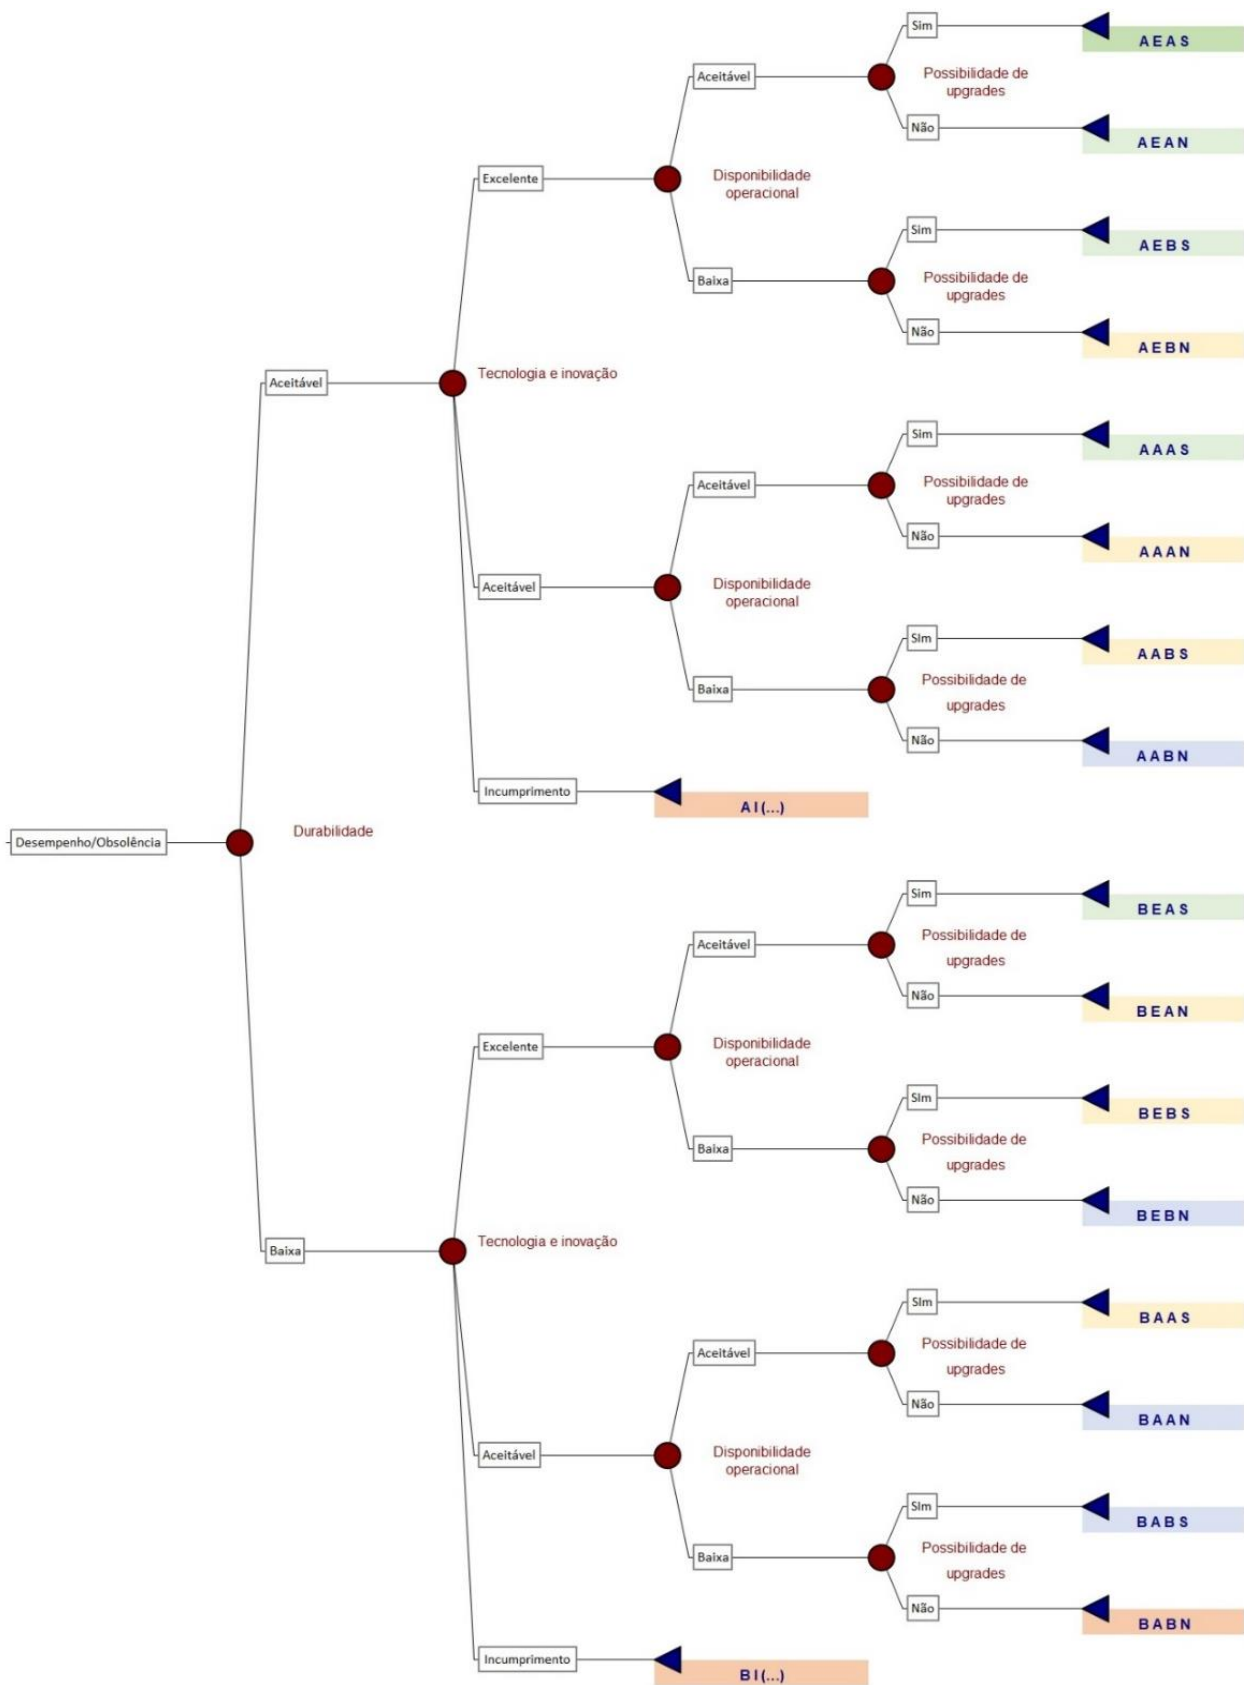 Sim
AEAS
Aceitável
Possibilidade de
upgrades
Não
AEAN
Excelente
Disponibilidade
operacional
Sim
AEBS
Baixa
Possibilidade de
upgrades
Não
AEBN
Aceitável
Tecnologia e inovação
Sim
AAAS
Aceitável
Possibilidade de
upgrades
Não
AAAN
Aceitável
Disponibilidade
operacional
SIm
AABS
Baixa
Possibilidade de
upgrades
Não
AABN
Incumprimento
AI(...)
Desempenho/Obsolência
Durabilidade
Sim
BEAS
Aceitável
Possibilidade de
upgrades
Não
BEAN
Excelente
Disponibilidade
operacional
SIm
BEBS
Baixa
Possibilidade de
upgrades
Não
BEBN
Baixa
Tecnologia e inovação
SIm
BAAS
Aceitável
Possibilidade de
upgrades
Não
BAAN
Aceitável
Disponibilidade
operacional
SIm
BABS
Baixa
Possibilidade de
upgrades
Não
BABN
Incumprimento
BI(...)